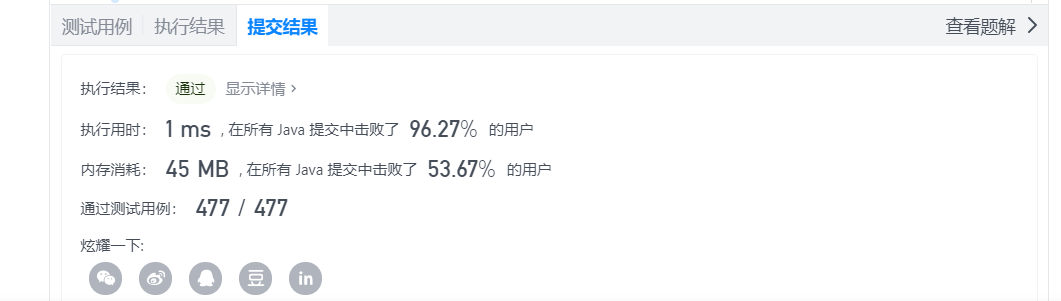 测试用例 执行结果 提交结果 查看题解
执行结果： 通过 显示详情
执行用时： 1 ms , 在所有 Java 提交中击败了 96.27% 的用户
内存消耗： 45 MB , 在所有 Java 提交中击败了 53.67% 的用户
通过测试用例： 477 / 477
炫耀一下:
豆 in